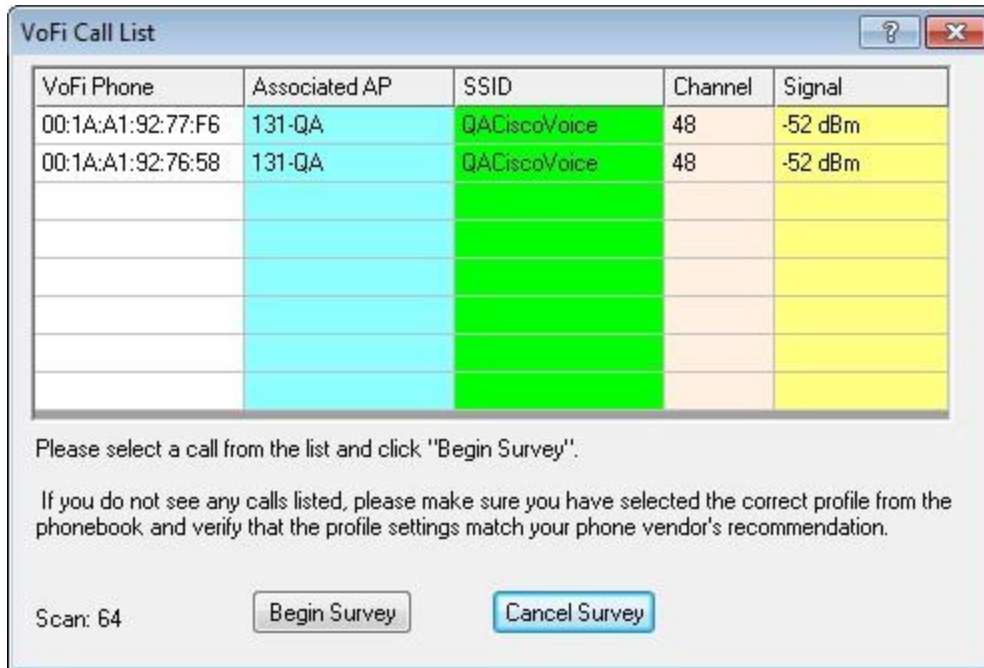 VoFi Call List
VoFi Phone Associated AP SSID Channel Signal
00:1A:A1:92:77:F6 131-QA QACiscoVoice 48 -52 dBm
00:1A:A1:92:76:58 131-QA QACiscoVoice 48 -52 dBm
Please select a call from the list and click "Begin Survey".
If you do not see any calls listed, please make sure you have selected the correct profile from the
phonebook and verify that the profile settings match your phone vendor's recommendation.
Scan: 64 Begin Survey Cancel Survey